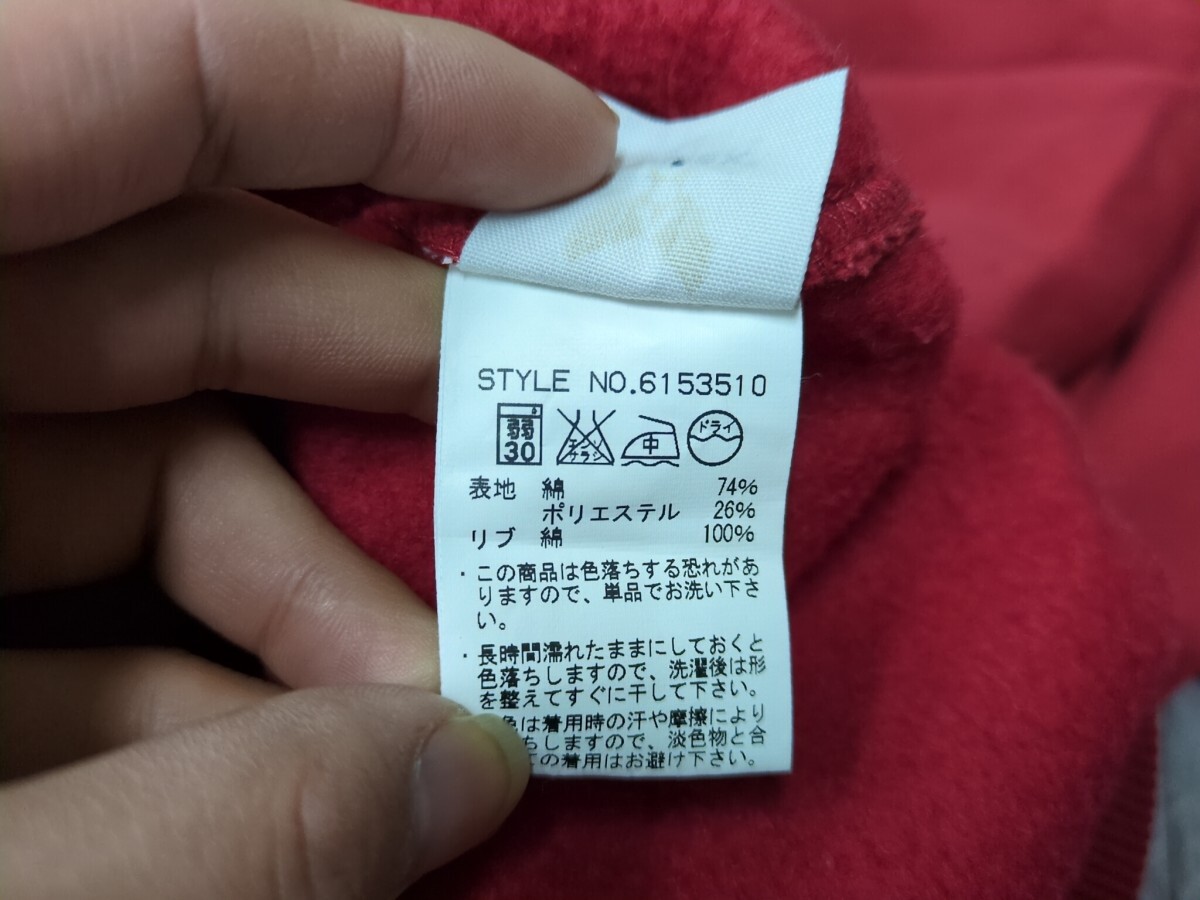 STYLE NO.6153510
弱 30 エンソ サラシ 中 ドライ
表地 綿 74%
ポリエステル 26%
リブ 綿 100%
・この商品は色落ちする恐れがあ
りますので、単品でお洗い下さ
い。
・長時間濡れたままにしておくと
色落ちしますので、洗濯後は形
を整えてすぐに干して下さい。
色は着用時の汗や摩擦により
ちしますので、淡色物と合
の着用はお避け下さい。